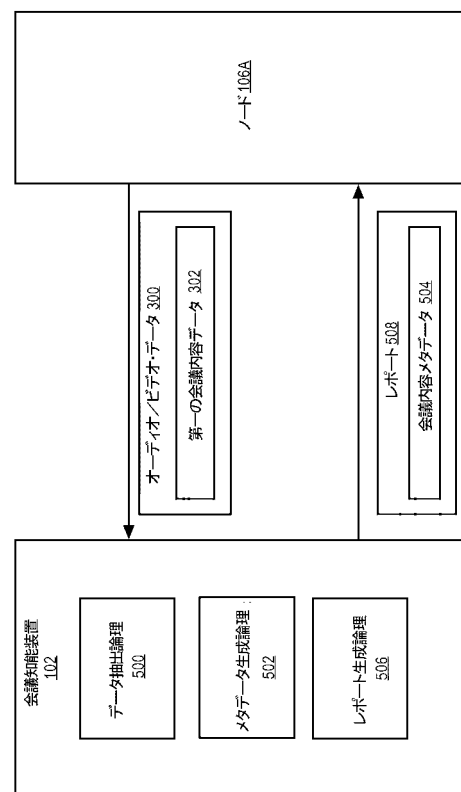 会議知能装置
102
データ抽出論理
500
メタデータ生成論理
502
レポート生成論理
506
オーディオ/ビデオ・データ 300
第一の会議内容データ 302
レポート 508
会議内容メタデータ 504
ノード 106A